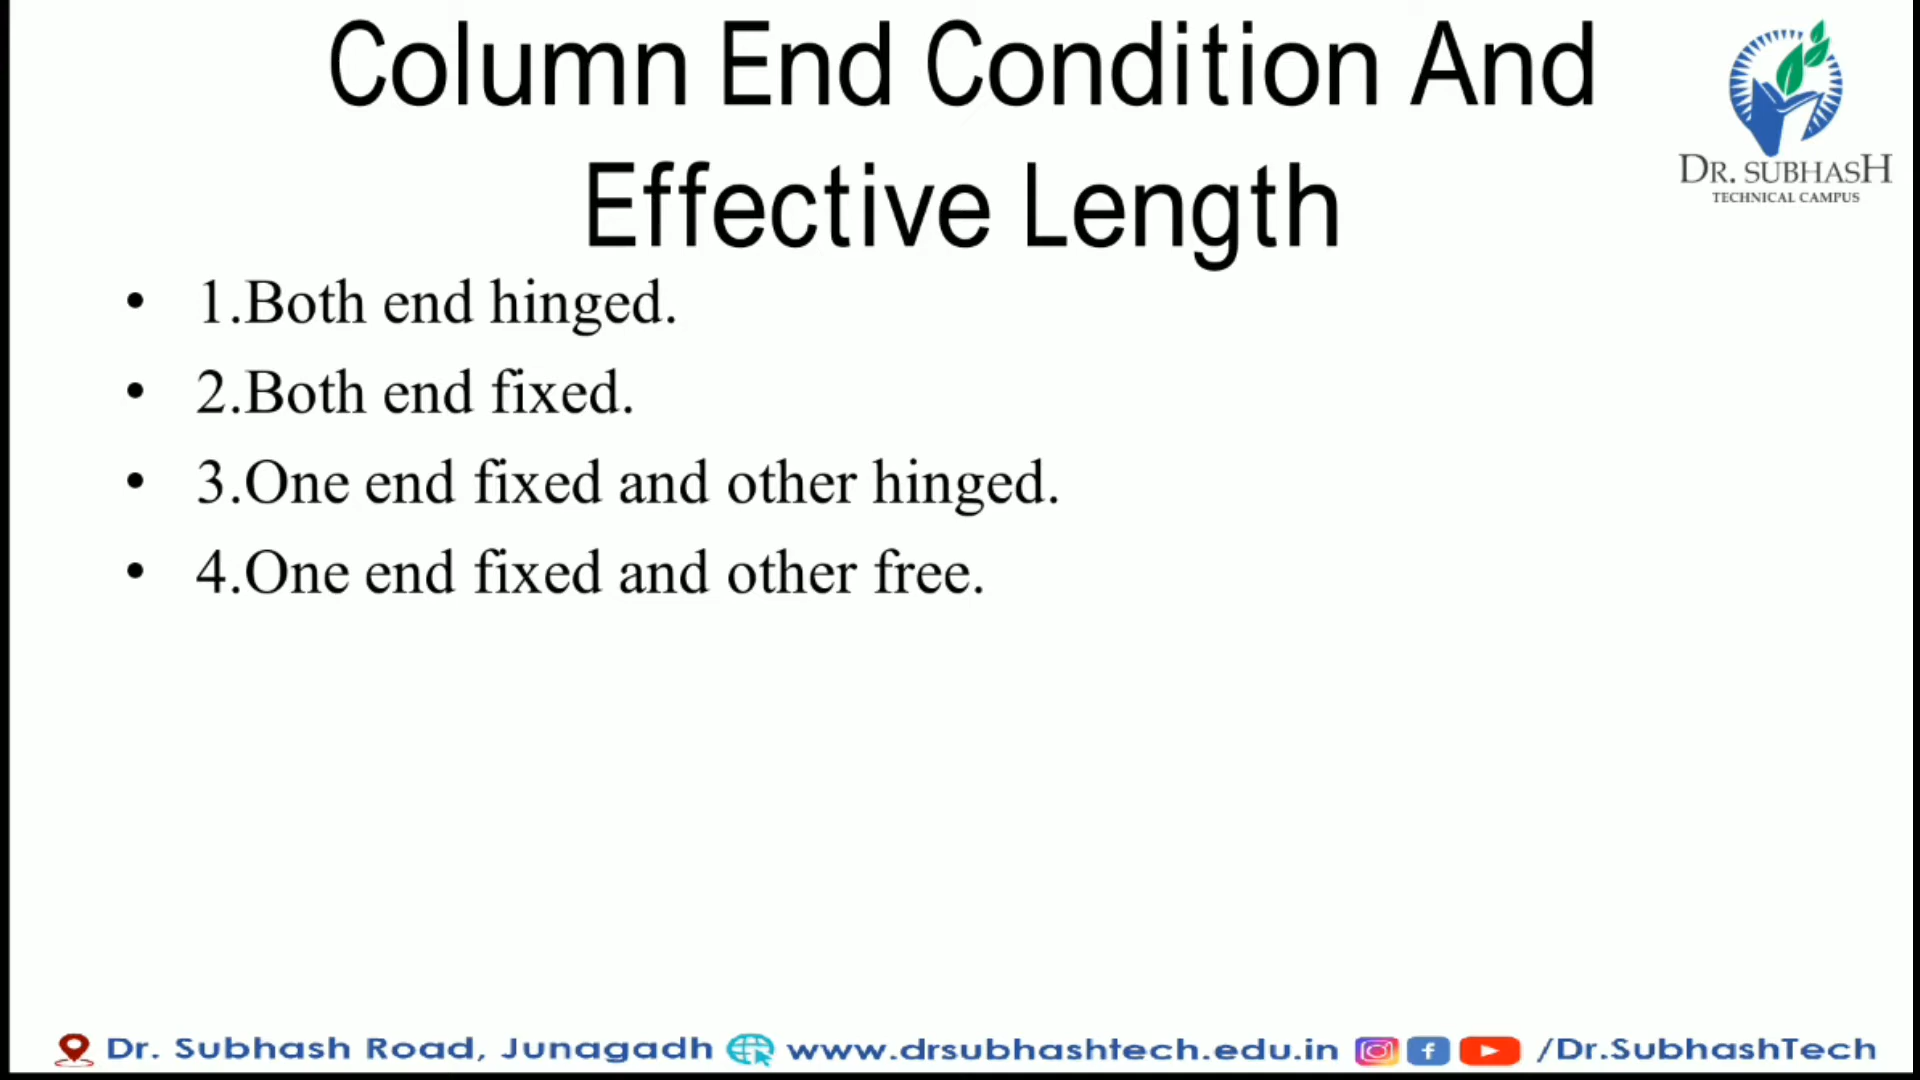 Column End Condition And
Effective Length
DR. SUBHASH
TECHNICAL CAMPUS
• 1.Both end hinged.
• 2.Both end fixed.
• 3.One end fixed and other hinged.
• 4.One end fixed and other free.
Dr. Subhash Road, Junagadh www.drsubhashtech.edu.in /Dr.SubhashTech